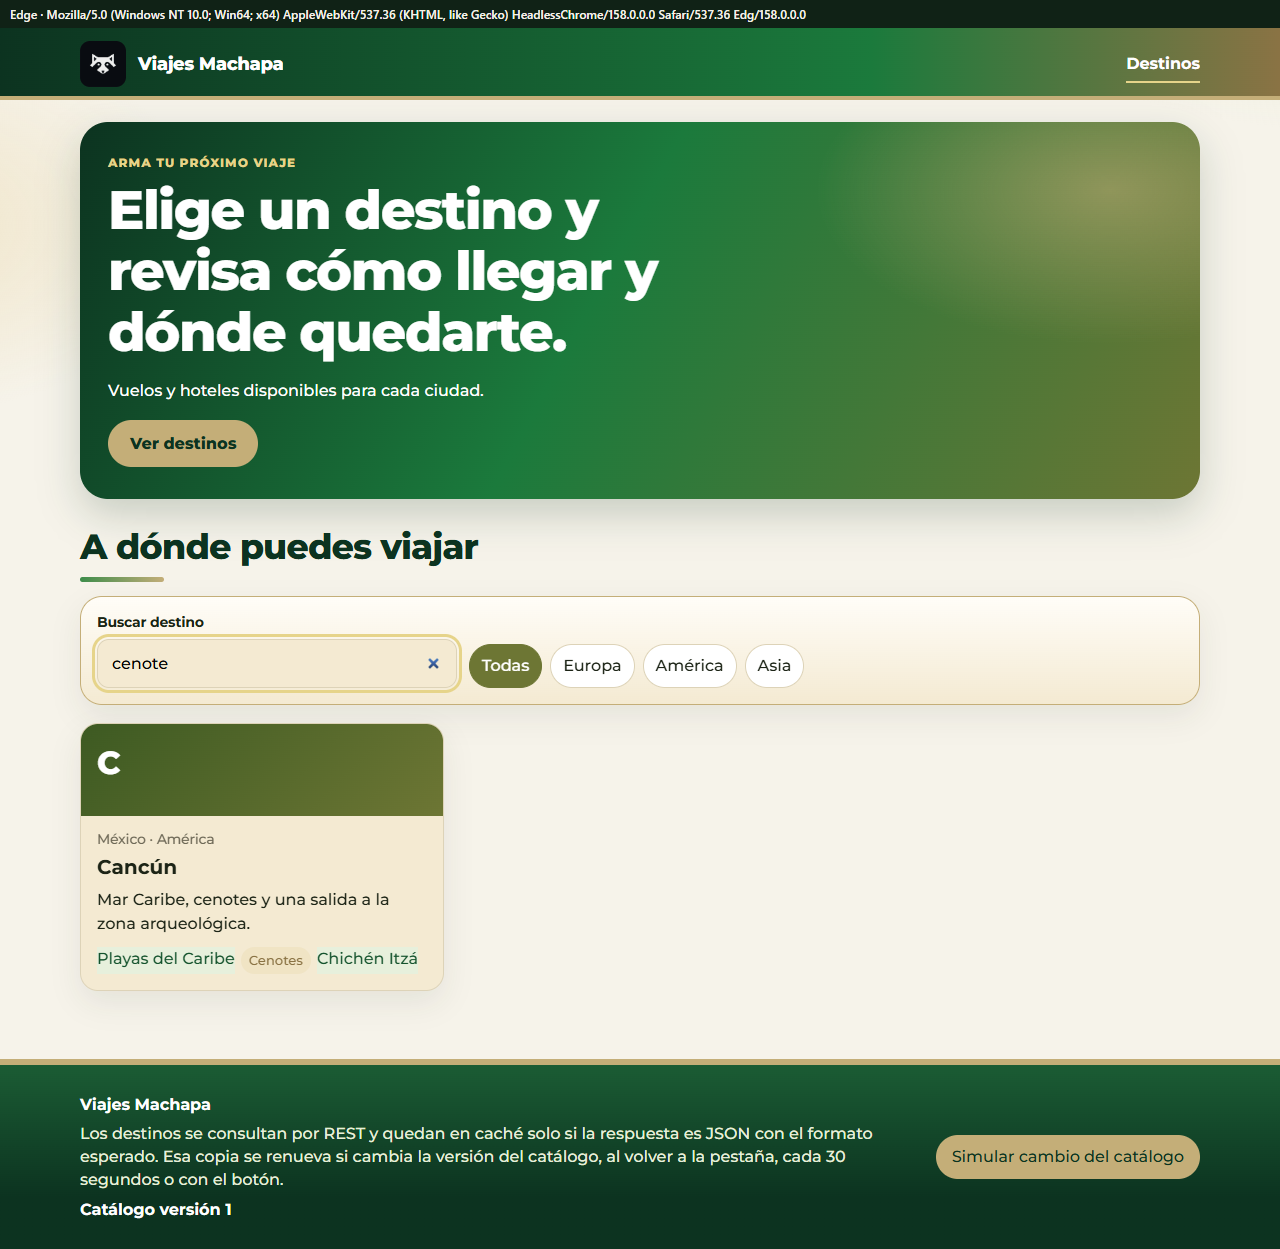 Edge · Mozilla/5.0 (Windows NT 10.0; Win64; x64) AppleWebKit/537.36 (KHTML, like Gecko) HeadlessChrome/158.0.0.0 Safari/537.36 Edg/158.0.0.0
Viajes Machapa
Destinos
ARMA TU PRÓXIMO VIAJE
Elige un destino y
revisa cómo llegar y
dónde quedarte.
Vuelos y hoteles disponibles para cada ciudad.
Ver destinos
A dónde puedes viajar
Buscar destino
cenote
Todas
Europa
América
Asia
C
México · América
Cancún
Mar Caribe, cenotes y una salida a la
zona arqueológica.
Playas del Caribe
Cenotes
Chichén Itzá
Viajes Machapa
Los destinos se consultan por REST y quedan en caché solo si la respuesta es JSON con el formato
esperado. Esa copia se renueva si cambia la versión del catálogo, al volver a la pestaña, cada 30
segundos o con el botón.
Catálogo versión 1
Simular cambio del catálogo